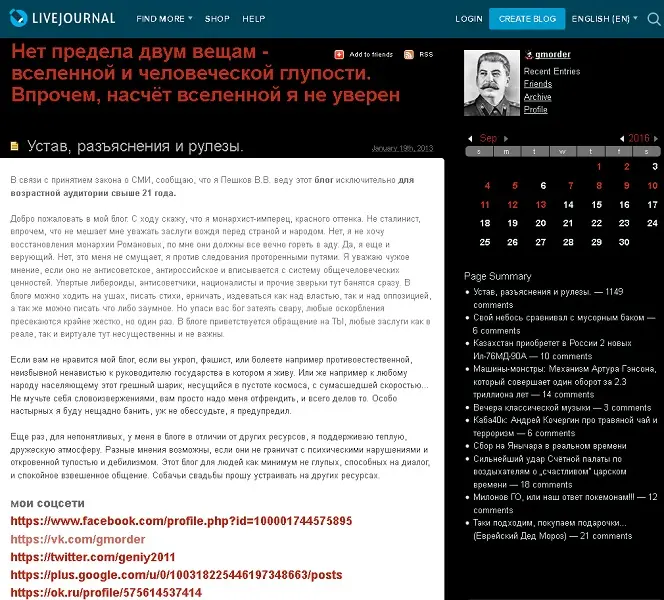 LIVEJOURNAL
FIND MORE
SHOP
HELP
LOGIN
CREATE BLOG
ENGLISH (EN)
Нет предела двум вещам -
вселенной и человеческой глупости.
Впрочем, насчёт вселенной я не уверен
Add to friends
RSS
Устав, разъяснения и рулезы.
January 19th, 2013
В связи с принятием закона о СМИ, сообщаю, что я Пешков В.В. веду этот блог исключительно для
возрастной аудитории свыше 21 года.
Добро пожаловать в мой блог. С ходу скажу, что я монархист-имперец, красного оттенка. Не сталинист,
впрочем, что не мешает мне уважать заслуги вождя перед страной и народом. Нет, я не хочу
восстановления монархии Романовых, по мне они должны все вечно гореть в аду. Да, я еще и
верующий. Нет, это меня не смущает, я против следования проторенными путями. Я уважаю чужое
мнение, если оно не антисоветское, антироссийское и вписывается с систему общечеловеческих
ценностей. Упертые либероиды, антисоветчики, националисты и прочие зверьки тут банятся сразу. В
блоге можно ходить на ушах, писать стихи, ерничать, издеваться как над властью, так и над оппозицией,
а так же можно писать что либо заумное. Но упаси вас бог затеять свару, любые оскорбления
пресекаются крайне жестко, но один раз. В блоге приветствуется обращение на ТЫ, любые заслуги как в
реале, так и виртуале тут несущественны и не важны.
Если вам не нравится мой блог, если вы укроп, фашист, или болеете например противоестественной,
неизбывной ненавистью к руководителю государства в котором я живу. Или же например к любому
народу населяющему этот грешный шарик, несущийся в пустоте космоса, с сумасшедшей скоростью...
Не мучьте себя словоизвержениями, вам просто надо меня отфрендить, и всего делов то. Особо
настырных я буду нещадно банить, уж не обессудьте, я предупредил.
Еще раз, для непонятливых, у меня в блоге в отличии от других ресурсов, я поддерживаю теплую,
дружескую атмосферу. Разные мнения возможны, если они не граничат с психическими нарушениями и
откровенной тупостью и дебилизмом. Этот блог для людей как минимум не глупых, способных на диалог,
и спокойное взвешенное общение. Собачьи свадьбы прошу устраивать на других ресурсах.
мои соцсети
https://www.facebook.com/profile.php?id=100001744575895
https://vk.com/gmorder
https://twitter.com/geniy2011
https://plus.google.com/u/0/100318225446197348663/posts
https://ok.ru/profile/575614537414
gmorder
Recent Entries
Friends
Archive
Profile
Sep
2016
s m t w t f s
1 2 3
4 5 6 7 8 9 10
11 12 13 14 15 16 17
18 19 20 21 22 23 24
25 26 27 28 29 30
Page Summary
Устав, разъяснения и рулезы. — 1149
comments
Свой небось сравнивал с мусорным баком —
6 comments
Казахстан приобретет в России 2 новых
Ил-76МД-90А — 10 comments
Машины-монстры: Механизм Артура Гэнсона,
который совершает один оборот за 2.3
триллиона лет — 14 comments
Вечера классической музыки — 3 comments
Каба40к: Андрей Кочергин про травяной чай и
терроризм — 6 comments
Сбор на Янычара в реальном времени
Сильнейший удар Счётной палаты по
воздыхателям о „счастливом" царском
времени — 18 comments
Милонов ГО, или наш ответ покемонам!!! — 12
comments
Таки подходим, покупаем подарочки...
(Еврейский Дед Мороз) — 21 comments